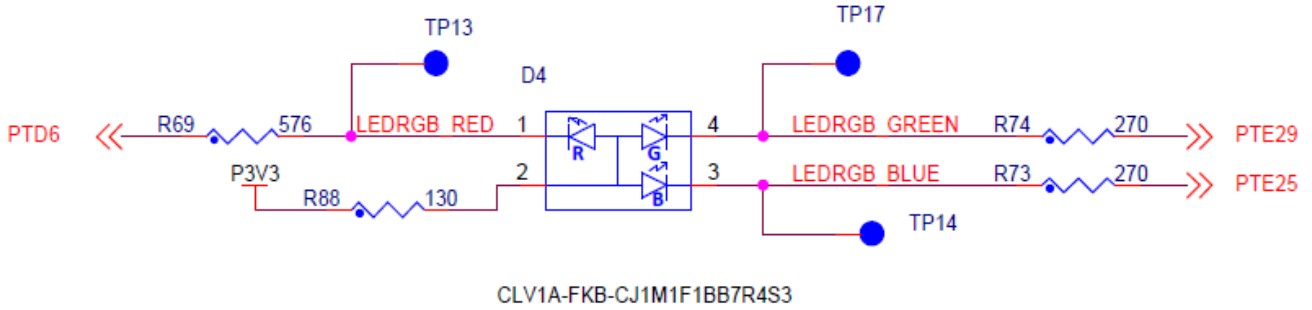 TP13
TP17
D4
PTD6
R69
576
LEDRGB_RED
1
R
G
4
LEDRGB_GREEN
R74
270
PTE29
P3V3
R88
130
2
B
3
LEDRGB_BLUE
R73
270
PTE25
TP14
CLV1A-FKB-CJ1M1F1BB7R4S3